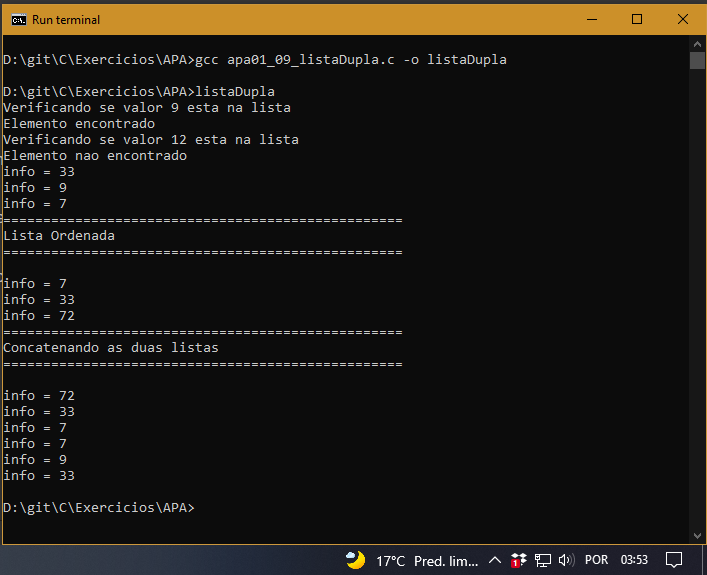 Run terminal
D:\git\C\Exercicios\APA>gcc apa01_09_listaDupla.c -o listaDupla
D:\git\C\Exercicios\APA>listaDupla
Verificando se valor 9 esta na lista
Elemento encontrado
Verificando se valor 12 esta na lista
Elemento nao encontrado
info = 33
info = 9
info = 7
==================================================
Lista Ordenada
==================================================
info = 7
info = 33
info = 72
==================================================
Concatenando as duas listas
==================================================
info = 72
info = 33
info = 7
info = 7
info = 9
info = 33
D:\git\C\Exercicios\APA>
17°C Pred. lim... 1 POR 03:53